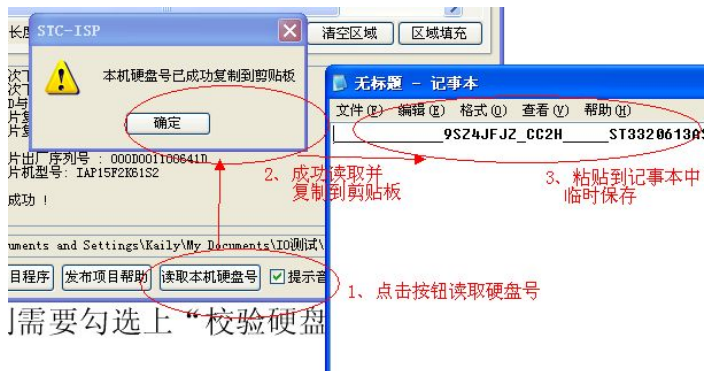 长度
STC-ISP
清空区域
区域填充
本机硬盘号已成功复制到剪贴板
确定
无标题 - 记事本
文件(F) 编辑(E) 格式(O) 查看(V) 帮助(H)
_________9SZ4JFJZ_CC2H_____ST3320613AS
次
次
与
片
片
片出厂序列号 : 000D001100641D
片机型号: IAP15F2K61S2
成功 !
2、成功读取并
复制到剪贴板
3、粘贴到记事本中
临时保存
uments and Settings\Kaily\My Documents\IO测试\
目程序
发布项目帮助
读取本机硬盘号
提示音
1、点击按钮读取硬盘号
需要勾选上“校验硬盘